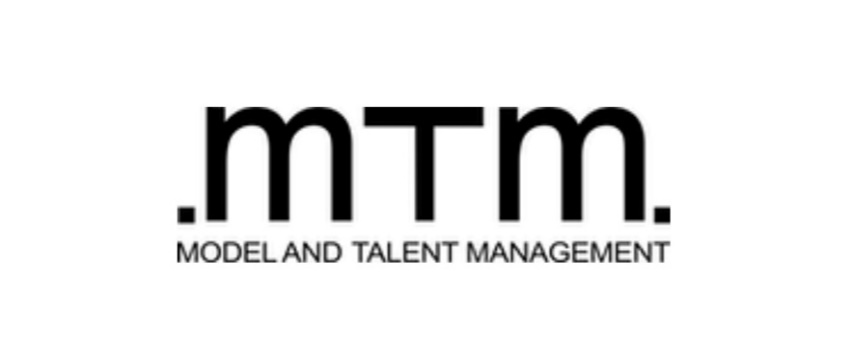 .mTm.
MODEL AND TALENT MANAGEMENT